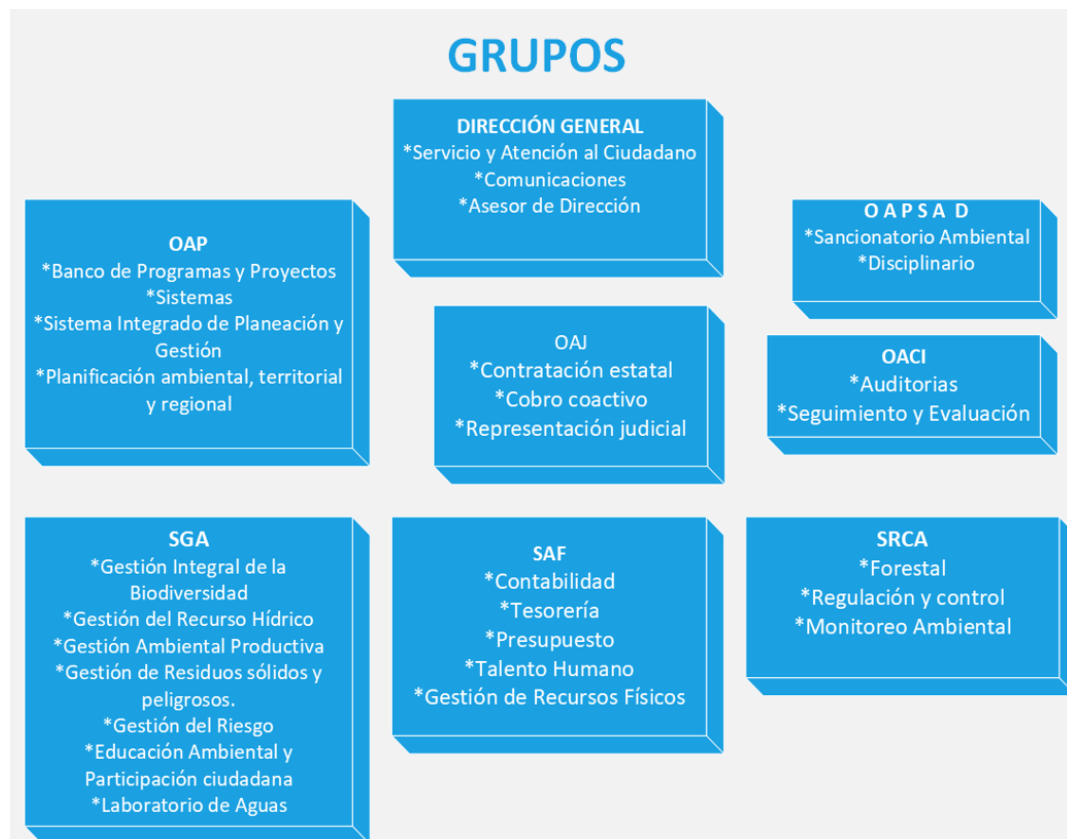 GRUPOS
DIRECCIÓN GENERAL
*Servicio y Atención al Ciudadano
*Comunicaciones
*Asesor de Dirección
OAP
*Banco de Programas y Proyectos
*Sistemas
*Sistema Integrado de Planeación y
Gestión
*Planificación ambiental, territorial
y regional
O A P S A D
*Sancionatorio Ambiental
*Disciplinario
OAJ
*Contratación estatal
*Cobro coactivo
*Representación judicial
OACI
*Auditorias
*Seguimiento y Evaluación
SGA
*Gestión Integral de la
Biodiversidad
*Gestión del Recurso Hídrico
*Gestión Ambiental Productiva
*Gestión de Residuos sólidos y
peligrosos.
*Gestión del Riesgo
*Educación Ambiental y
Participación ciudadana
*Laboratorio de Aguas
SAF
*Contabilidad
*Tesorería
*Presupuesto
*Talento Humano
*Gestión de Recursos Físicos
SRCA
*Forestal
*Regulación y control
*Monitoreo Ambiental